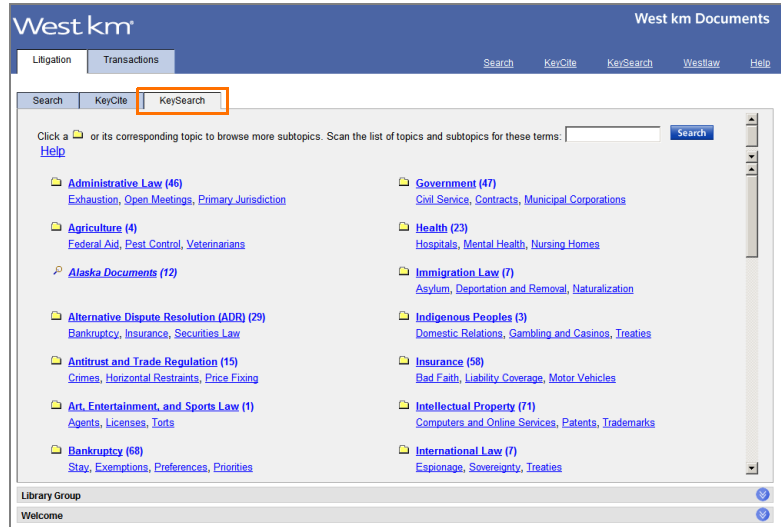 West km®
West km Documents
Litigation
Transactions
Search
KeyCite
KeySearch
Westlaw
Help
Search
KeyCite
KeySearch
Click a or its corresponding topic to browse more subtopics. Scan the list of topics and subtopics for these terms:
Search
Help
Administrative Law (46)
Exhaustion, Open Meetings, Primary Jurisdiction
Agriculture (4)
Federal Aid, Pest Control, Veterinarians
Alaska Documents (12)
Alternative Dispute Resolution (ADR) (29)
Bankruptcy, Insurance, Securities Law
Antitrust and Trade Regulation (15)
Crimes, Horizontal Restraints, Price Fixing
Art, Entertainment, and Sports Law (1)
Agents, Licenses, Torts
Bankruptcy (68)
Stay, Exemptions, Preferences, Priorities
Government (47)
Civil Service, Contracts, Municipal Corporations
Health (23)
Hospitals, Mental Health, Nursing Homes
Immigration Law (7)
Asylum, Deportation and Removal, Naturalization
Indigenous Peoples (3)
Domestic Relations, Gambling and Casinos, Treaties
Insurance (58)
Bad Faith, Liability Coverage, Motor Vehicles
Intellectual Property (71)
Computers and Online Services, Patents, Trademarks
International Law (7)
Espionage, Sovereignty, Treaties
Library Group
Welcome